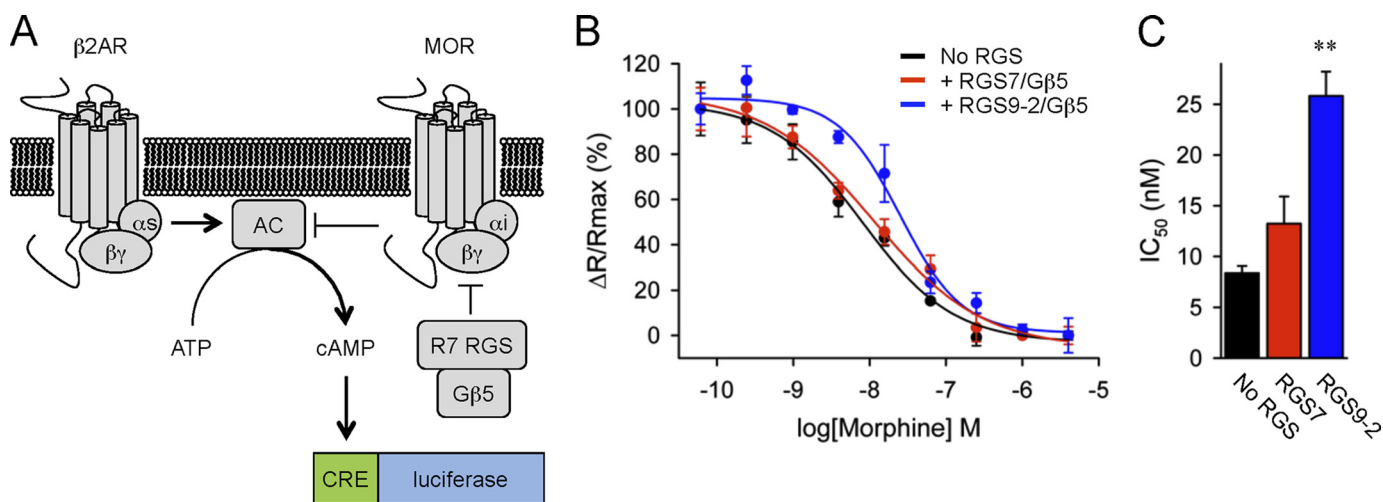 A
β2AR
MOR
αs
βγ
AC
αi
βγ
ATP
cAMP
R7 RGS
Gβ5
CRE
luciferase
B
No RGS
+ RGS7/Gβ5
+ RGS9-2/Gβ5
ΔR/Rmax (%)
120
100
80
60
40
20
0
-10
-9
-8
-7
-6
-5
log[Morphine] M
C
**
IC50 (nM)
25
20
15
10
5
0
No RGS
RGS7
RGS9-2